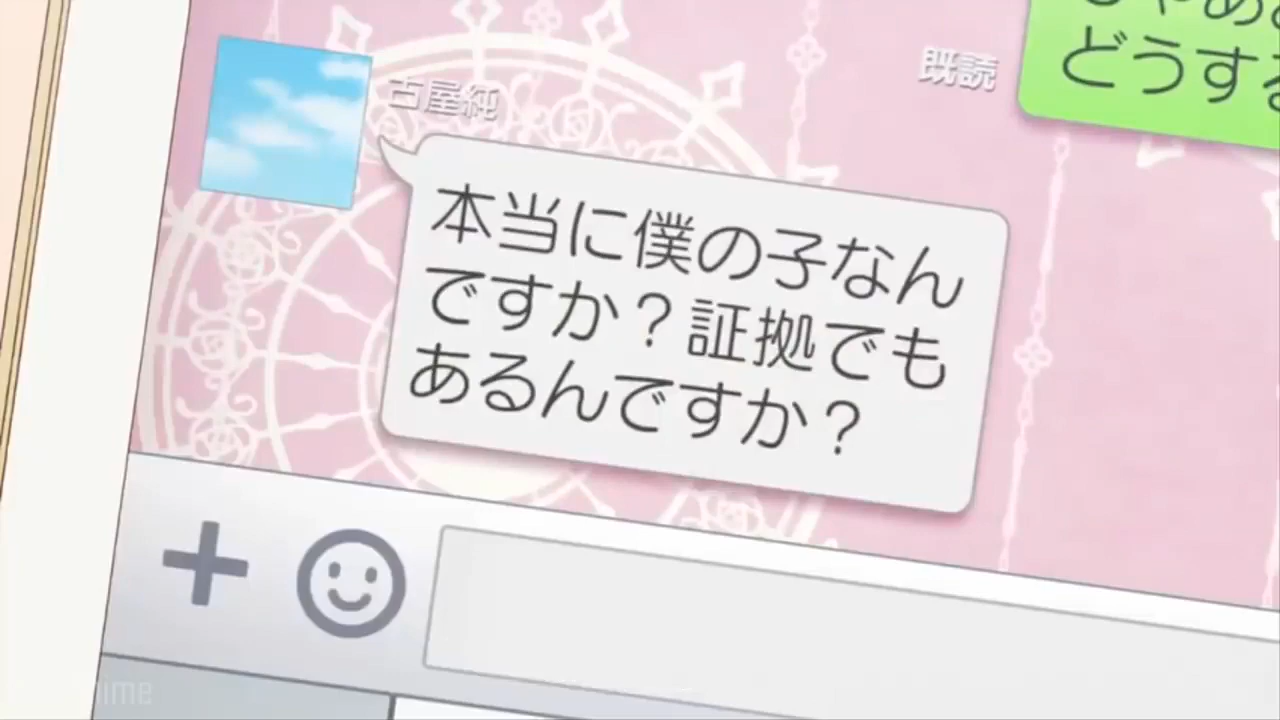 どうする
既読
古屋純
本当に僕の子なん
ですか？証拠でも
あるんですか？